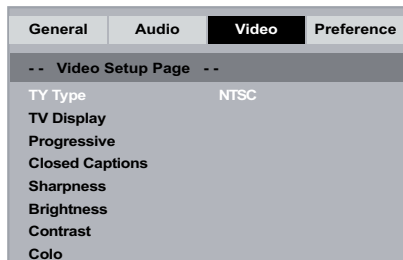 General Audio Video Preference
-- Video Setup Page --
TY Type NTSC
TV Display
Progressive
Closed Captions
Sharpness
Brightness
Contrast
Colo